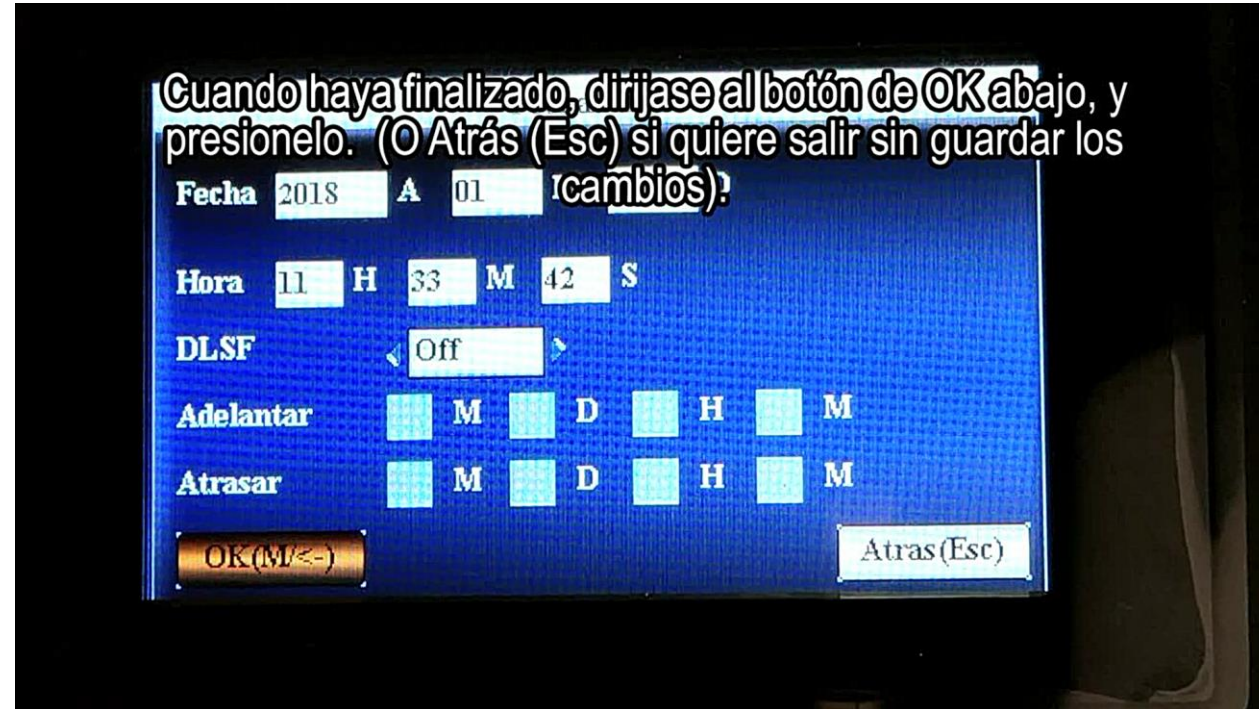 Cuando haya finalizado, dirijase al botón de OK abajo, y
presionelo. (O Atrás (Esc) si quiere salir sin guardar los
cambios).
Fecha 2018 A 01
Hora 11 H 33 M 42 S
DLSF Off
Adelantar M D H M
Atrasar M D H M
OK(M/<-) Atras(Esc)